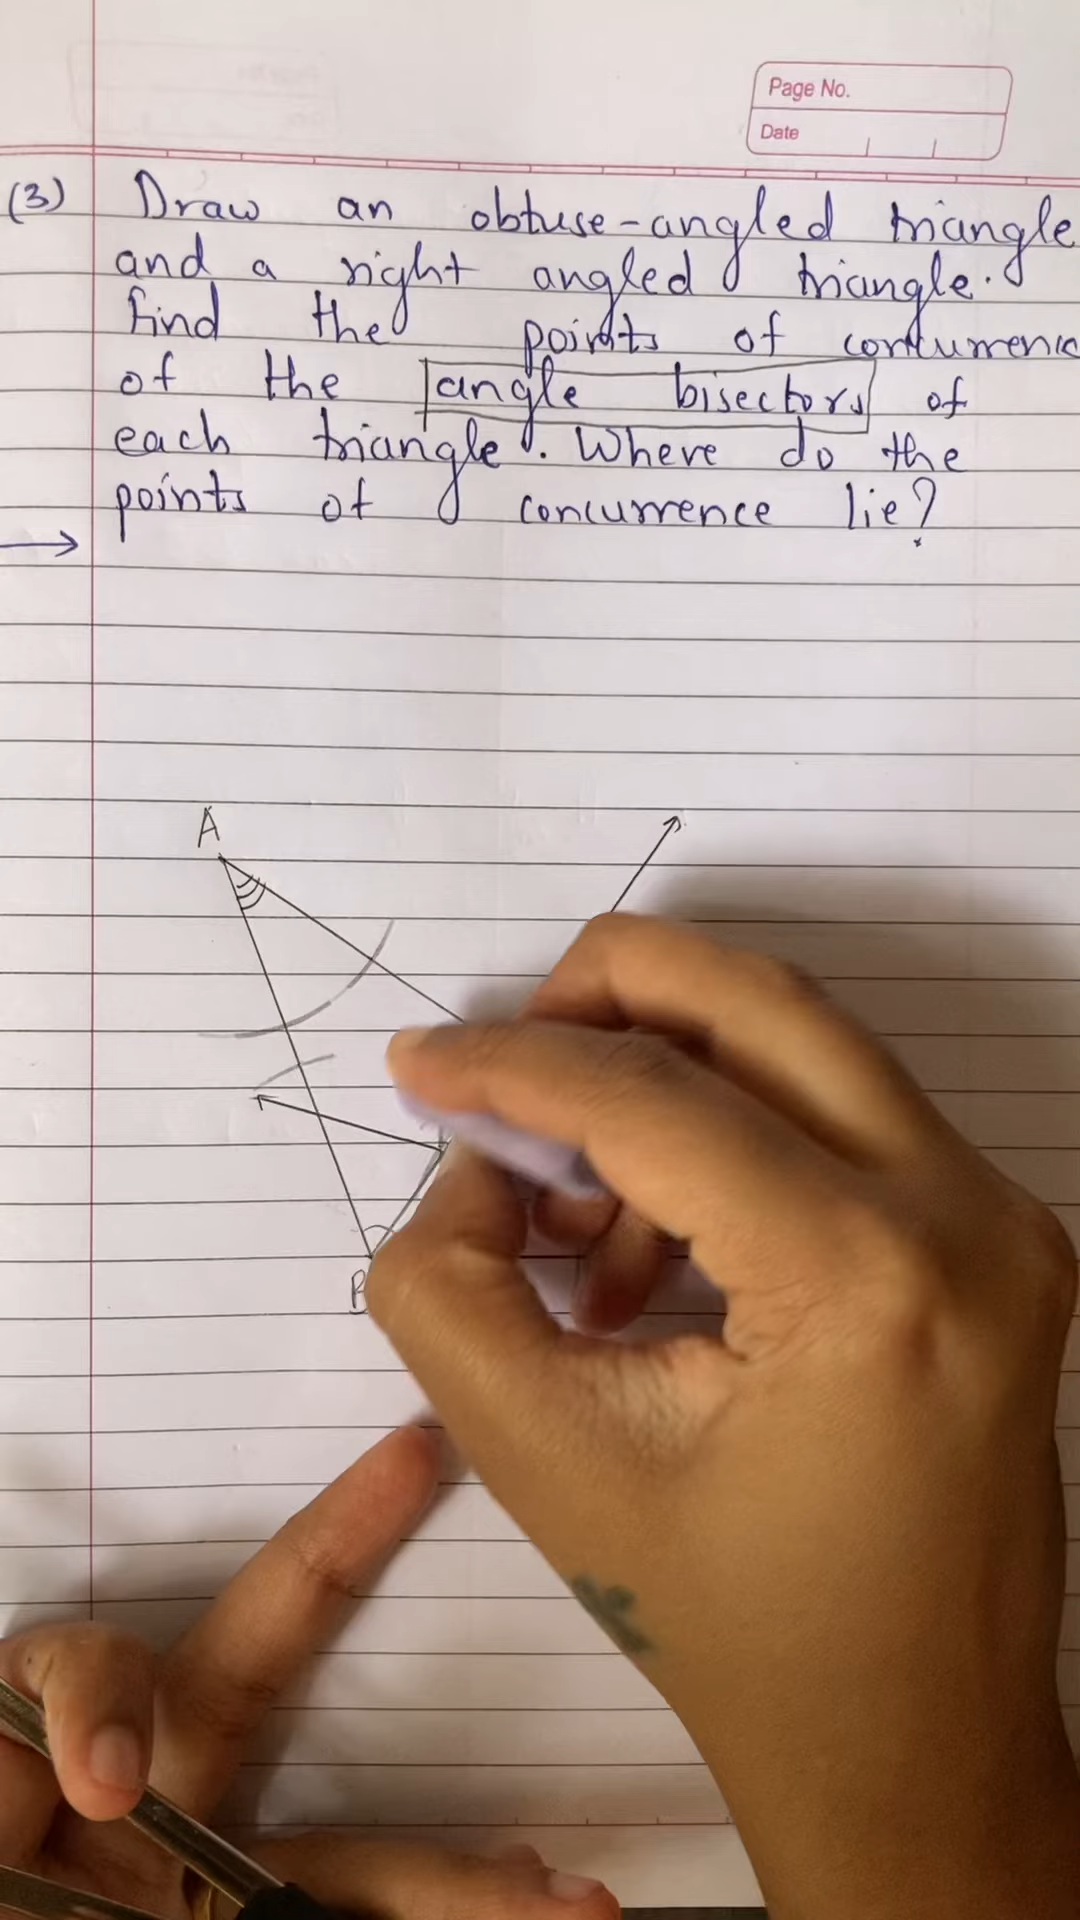 Page No.
Date
(3) Draw an obtuse-angled triangle
and a right angled triangle.
find the points of concurrenc
of the angle bisectors of
each triangle. Where do the
points of concurrence lie?
A
B